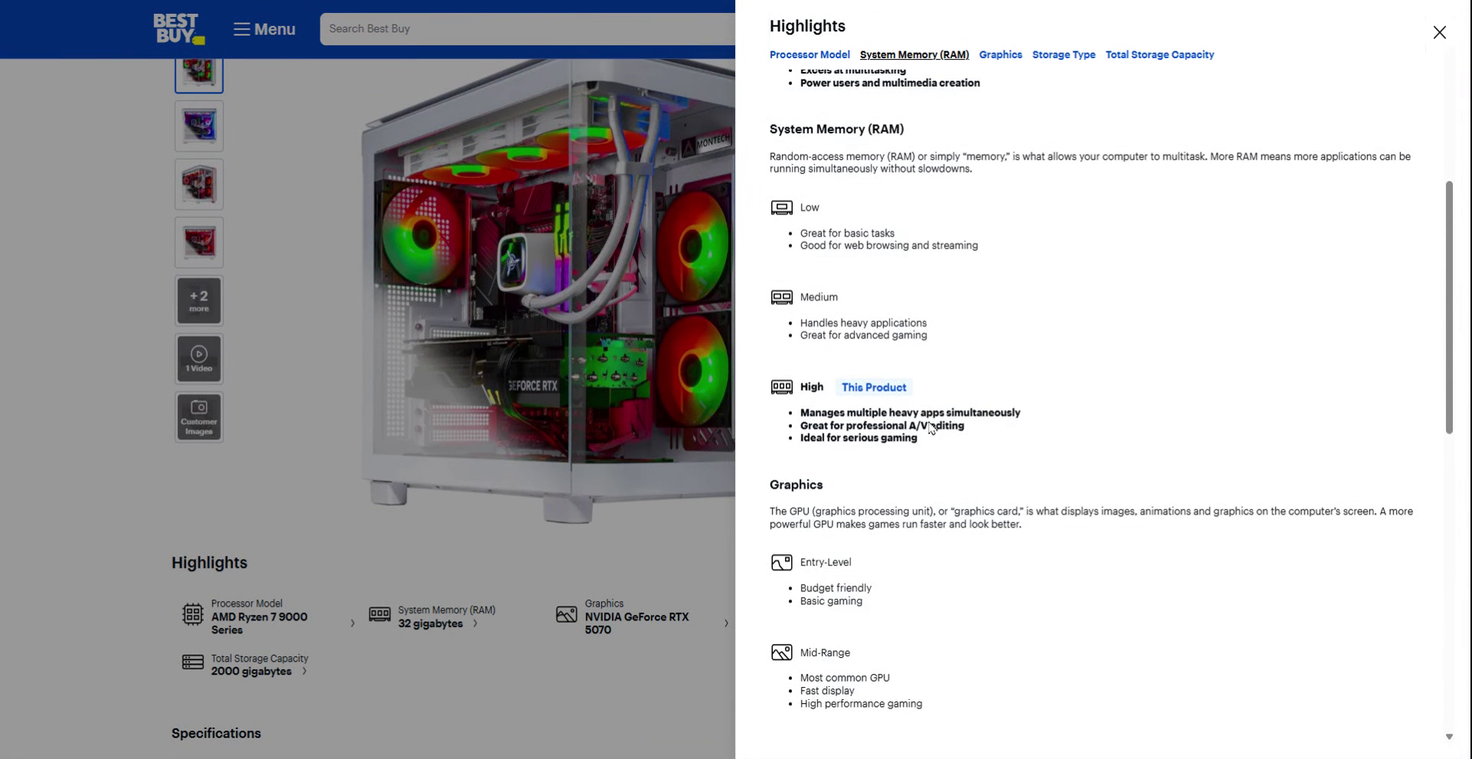 BEST
BUY
Menu
Search Best Buy
+2
more
1 Video
Customer
Images
MONTECH
GEFORCE RTX
Highlights
Processor Model
AMD Ryzen 7 9000
Series
System Memory (RAM)
32 gigabytes
Graphics
NVIDIA GeForce RTX
5070
Total Storage Capacity
2000 gigabytes
Specifications
Highlights
Processor Model System Memory (RAM) Graphics Storage Type Total Storage Capacity
Excels at multitasking
Power users and multimedia creation
System Memory (RAM)
Random-access memory (RAM) or simply “memory,” is what allows your computer to multitask. More RAM means more applications can be
running simultaneously without slowdowns.
Low
Great for basic tasks
Good for web browsing and streaming
Medium
Handles heavy applications
Great for advanced gaming
High This Product
Manages multiple heavy apps simultaneously
Great for professional A/V editing
Ideal for serious gaming
Graphics
The GPU (graphics processing unit), or “graphics card,” is what displays images, animations and graphics on the computer's screen. A more
powerful GPU makes games run faster and look better.
Entry-Level
Budget friendly
Basic gaming
Mid-Range
Most common GPU
Fast display
High performance gaming